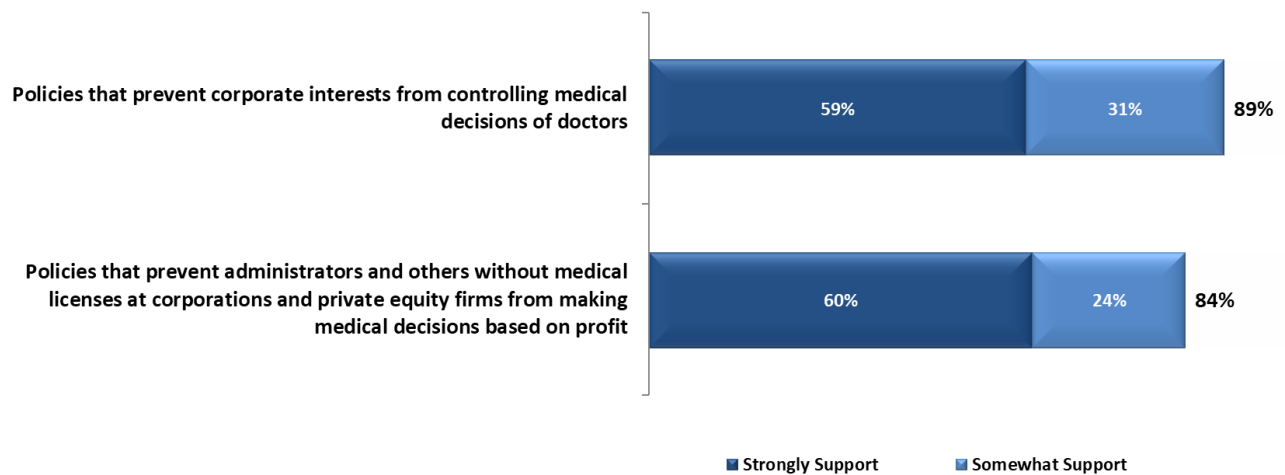 Policies that prevent corporate interests from controlling medical
decisions of doctors
59%
31%
89%
Policies that prevent administrators and others without medical
licenses at corporations and private equity firms from making
medical decisions based on profit
60%
24%
84%
Strongly Support
Somewhat Support